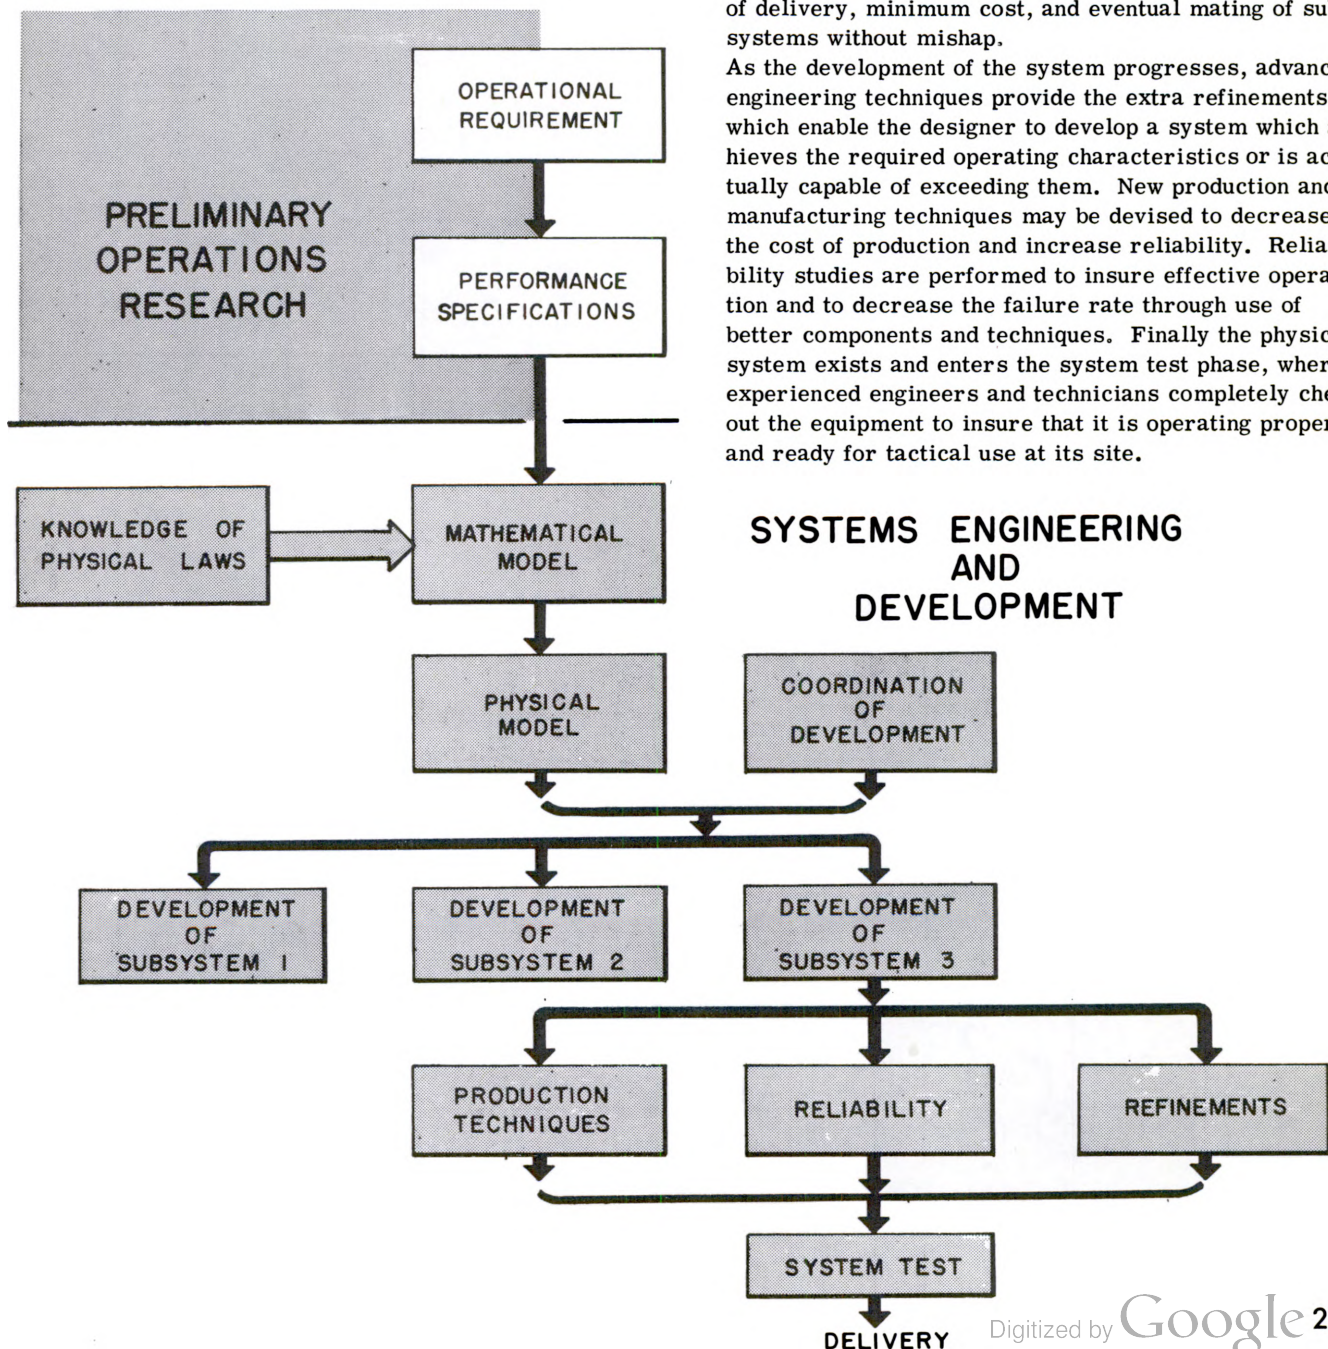 of delivery, minimum cost, and eventual mating of su
systems without mishap.
As the development of the system progresses, advanc
engineering techniques provide the extra refinements
which enable the designer to develop a system which
hieves the required operating characteristics or is ac
tually capable of exceeding them. New production and
manufacturing techniques may be devised to decrease
the cost of production and increase reliability. Relia
bility studies are performed to insure effective opera
tion and to decrease the failure rate through use of
better components and techniques. Finally the physic
system exists and enters the system test phase, wher
experienced engineers and technicians completely che
out the equipment to insure that it is operating proper
and ready for tactical use at its site.
PRELIMINARY
OPERATIONS
RESEARCH
OPERATIONAL
REQUIREMENT
PERFORMANCE
SPECIFICATIONS
KNOWLEDGE OF
PHYSICAL LAWS
MATHEMATICAL
MODEL
SYSTEMS ENGINEERING
AND
DEVELOPMENT
PHYSICAL
MODEL
COORDINATION
OF
DEVELOPMENT
DEVELOPMENT
OF
SUBSYSTEM 1
DEVELOPMENT
OF
SUBSYSTEM 2
DEVELOPMENT
OF
SUBSYSTEM 3
PRODUCTION
TECHNIQUES
RELIABILITY
REFINEMENTS
SYSTEM TEST
DELIVERY
Digitized by Google
2